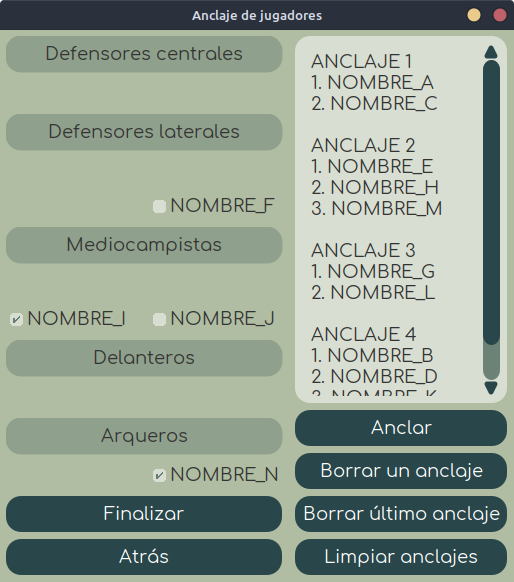 Anclaje de jugadores
Defensores centrales
Defensores laterales
NOMBRE_F
Mediocampistas
NOMBRE_I NOMBRE_J
Delanteros
Arqueros
NOMBRE_N
Finalizar
Atrás
ANCLAJE 1
1. NOMBRE_A
2. NOMBRE_C
ANCLAJE 2
1. NOMBRE_E
2. NOMBRE_H
3. NOMBRE_M
ANCLAJE 3
1. NOMBRE_G
2. NOMBRE_L
ANCLAJE 4
1. NOMBRE_B
2. NOMBRE_D
3. NOMBRE_K
Anclar
Borrar un anclaje
Borrar último anclaje
Limpiar anclajes